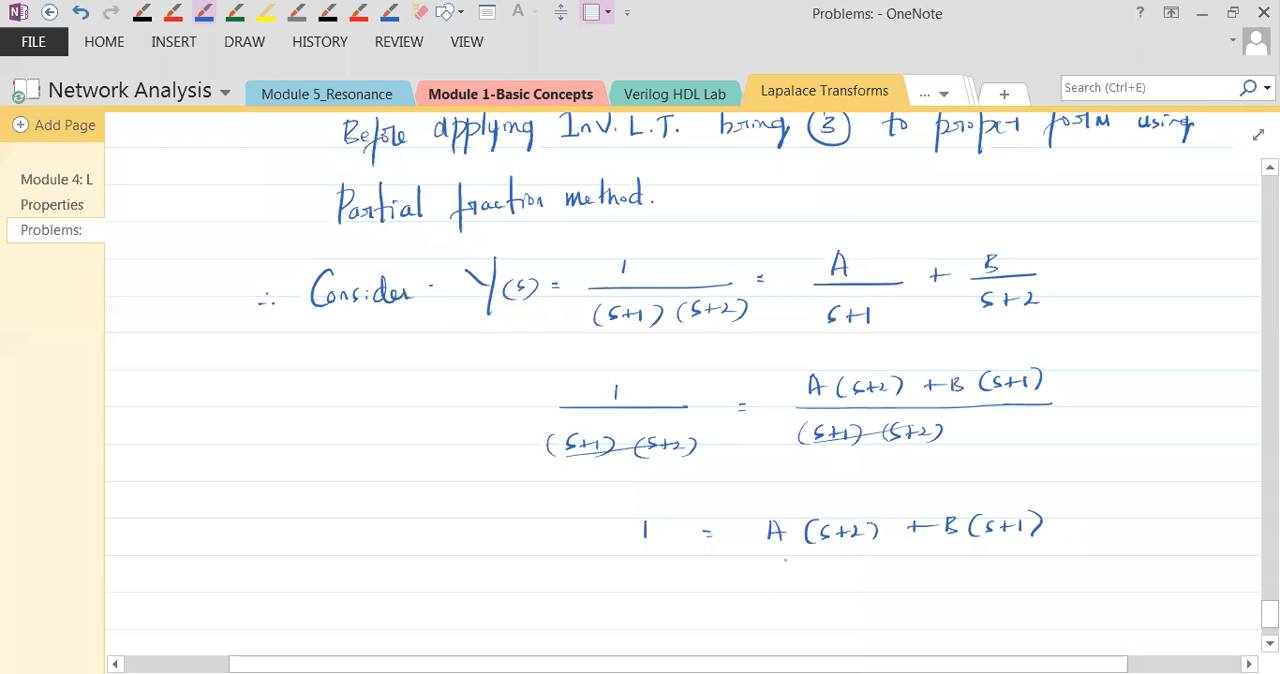 Problems: - OneNote
FILE HOME INSERT DRAW HISTORY REVIEW VIEW
Network Analysis Module 5_Resonance Module 1-Basic Concepts Verilog HDL Lab Lapalace Transforms ... + Search (Ctrl+E)
Add Page
Module 4: L
Properties
Problems:
Before applying Inv. L.T. bring (3) to proper form using
Partial fraction method.
∴ Consider. Y(s) = 1 / (s+1)(s+2) = A / s+1 + B / s+2
1 / (s+1)(s+2) = A(s+2) + B(s+1) / (s+1)(s+2)
1 = A(s+2) + B(s+1)